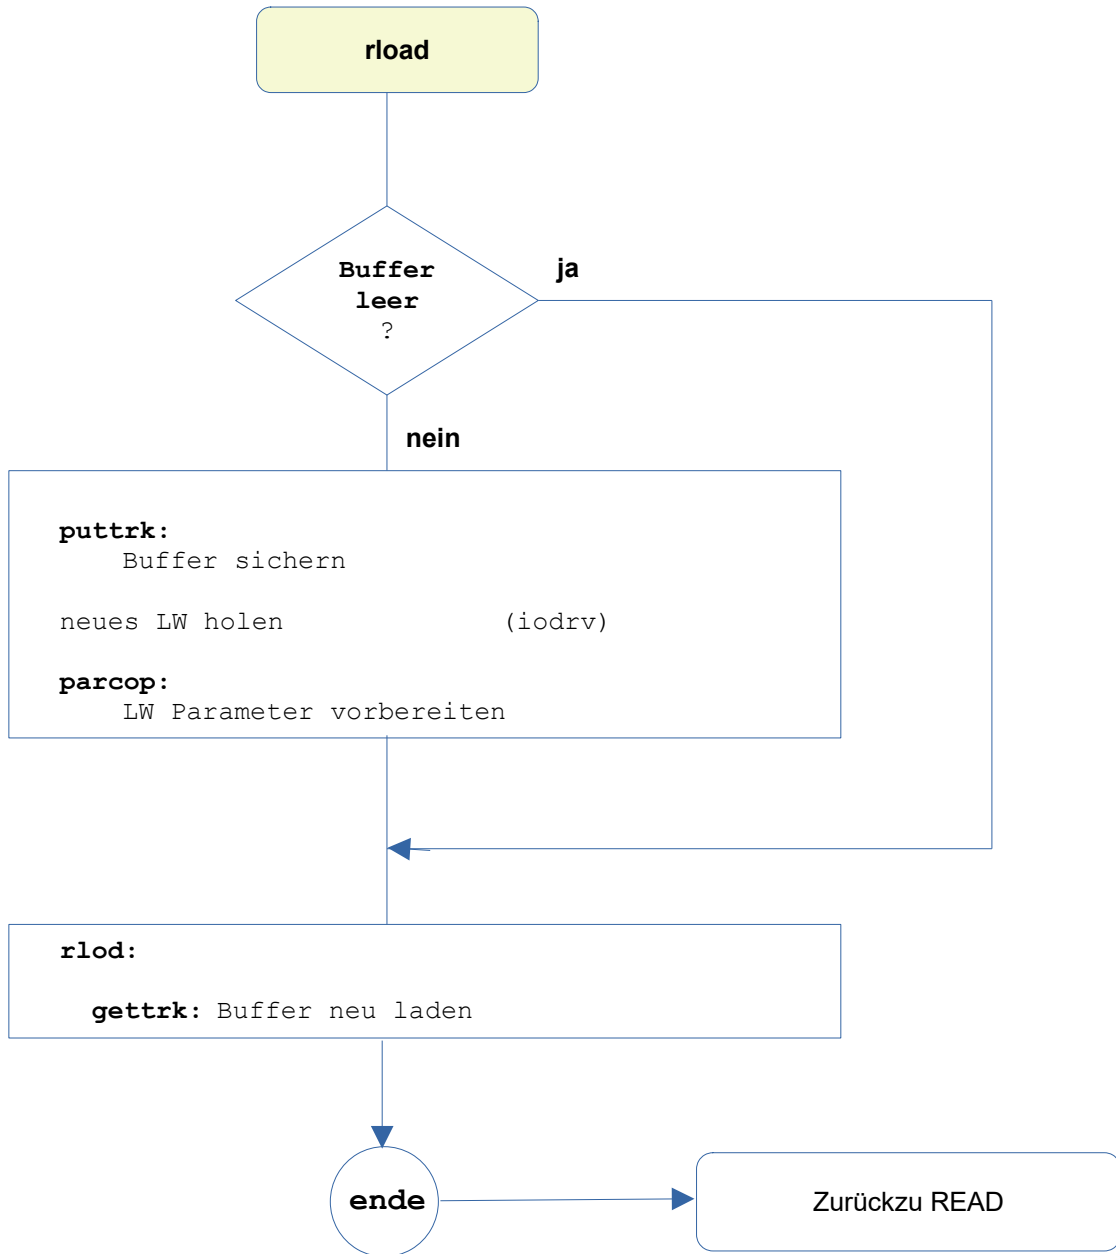 rload
Buffer
leer
?
ja
nein
puttrk:
Buffer sichern
neues LW holen (iodrv)
parcop:
LW Parameter vorbereiten
rlod:
gettrk: Buffer neu laden
ende
Zurückzu READ